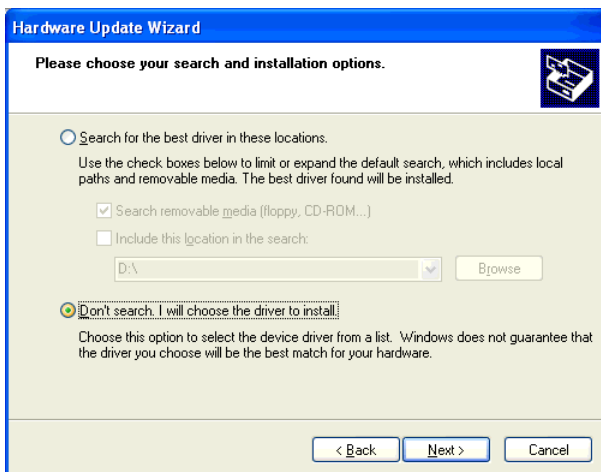 Hardware Update Wizard
Please choose your search and installation options.
Search for the best driver in these locations.
Use the check boxes below to limit or expand the default search, which includes local
paths and removable media. The best driver found will be installed.
Search removable media (floppy, CD-ROM...)
Include this location in the search:
D:\
Browse
Don't search. I will choose the driver to install.
Choose this option to select the device driver from a list. Windows does not guarantee that
the driver you choose will be the best match for your hardware.
< Back Next > Cancel